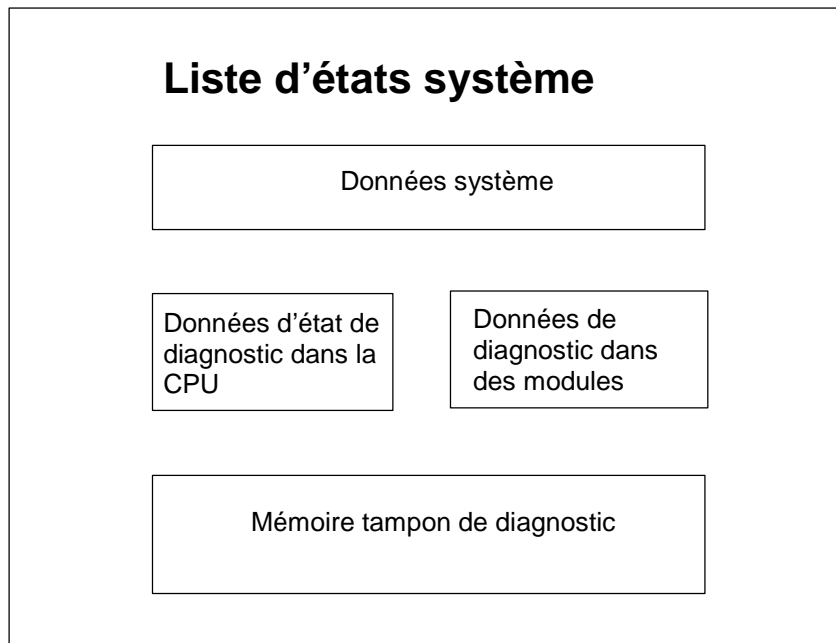 Liste d’états système
Données système
Données d’état de
diagnostic dans la
CPU
Données de
diagnostic dans
des modules
Mémoire tampon de diagnostic